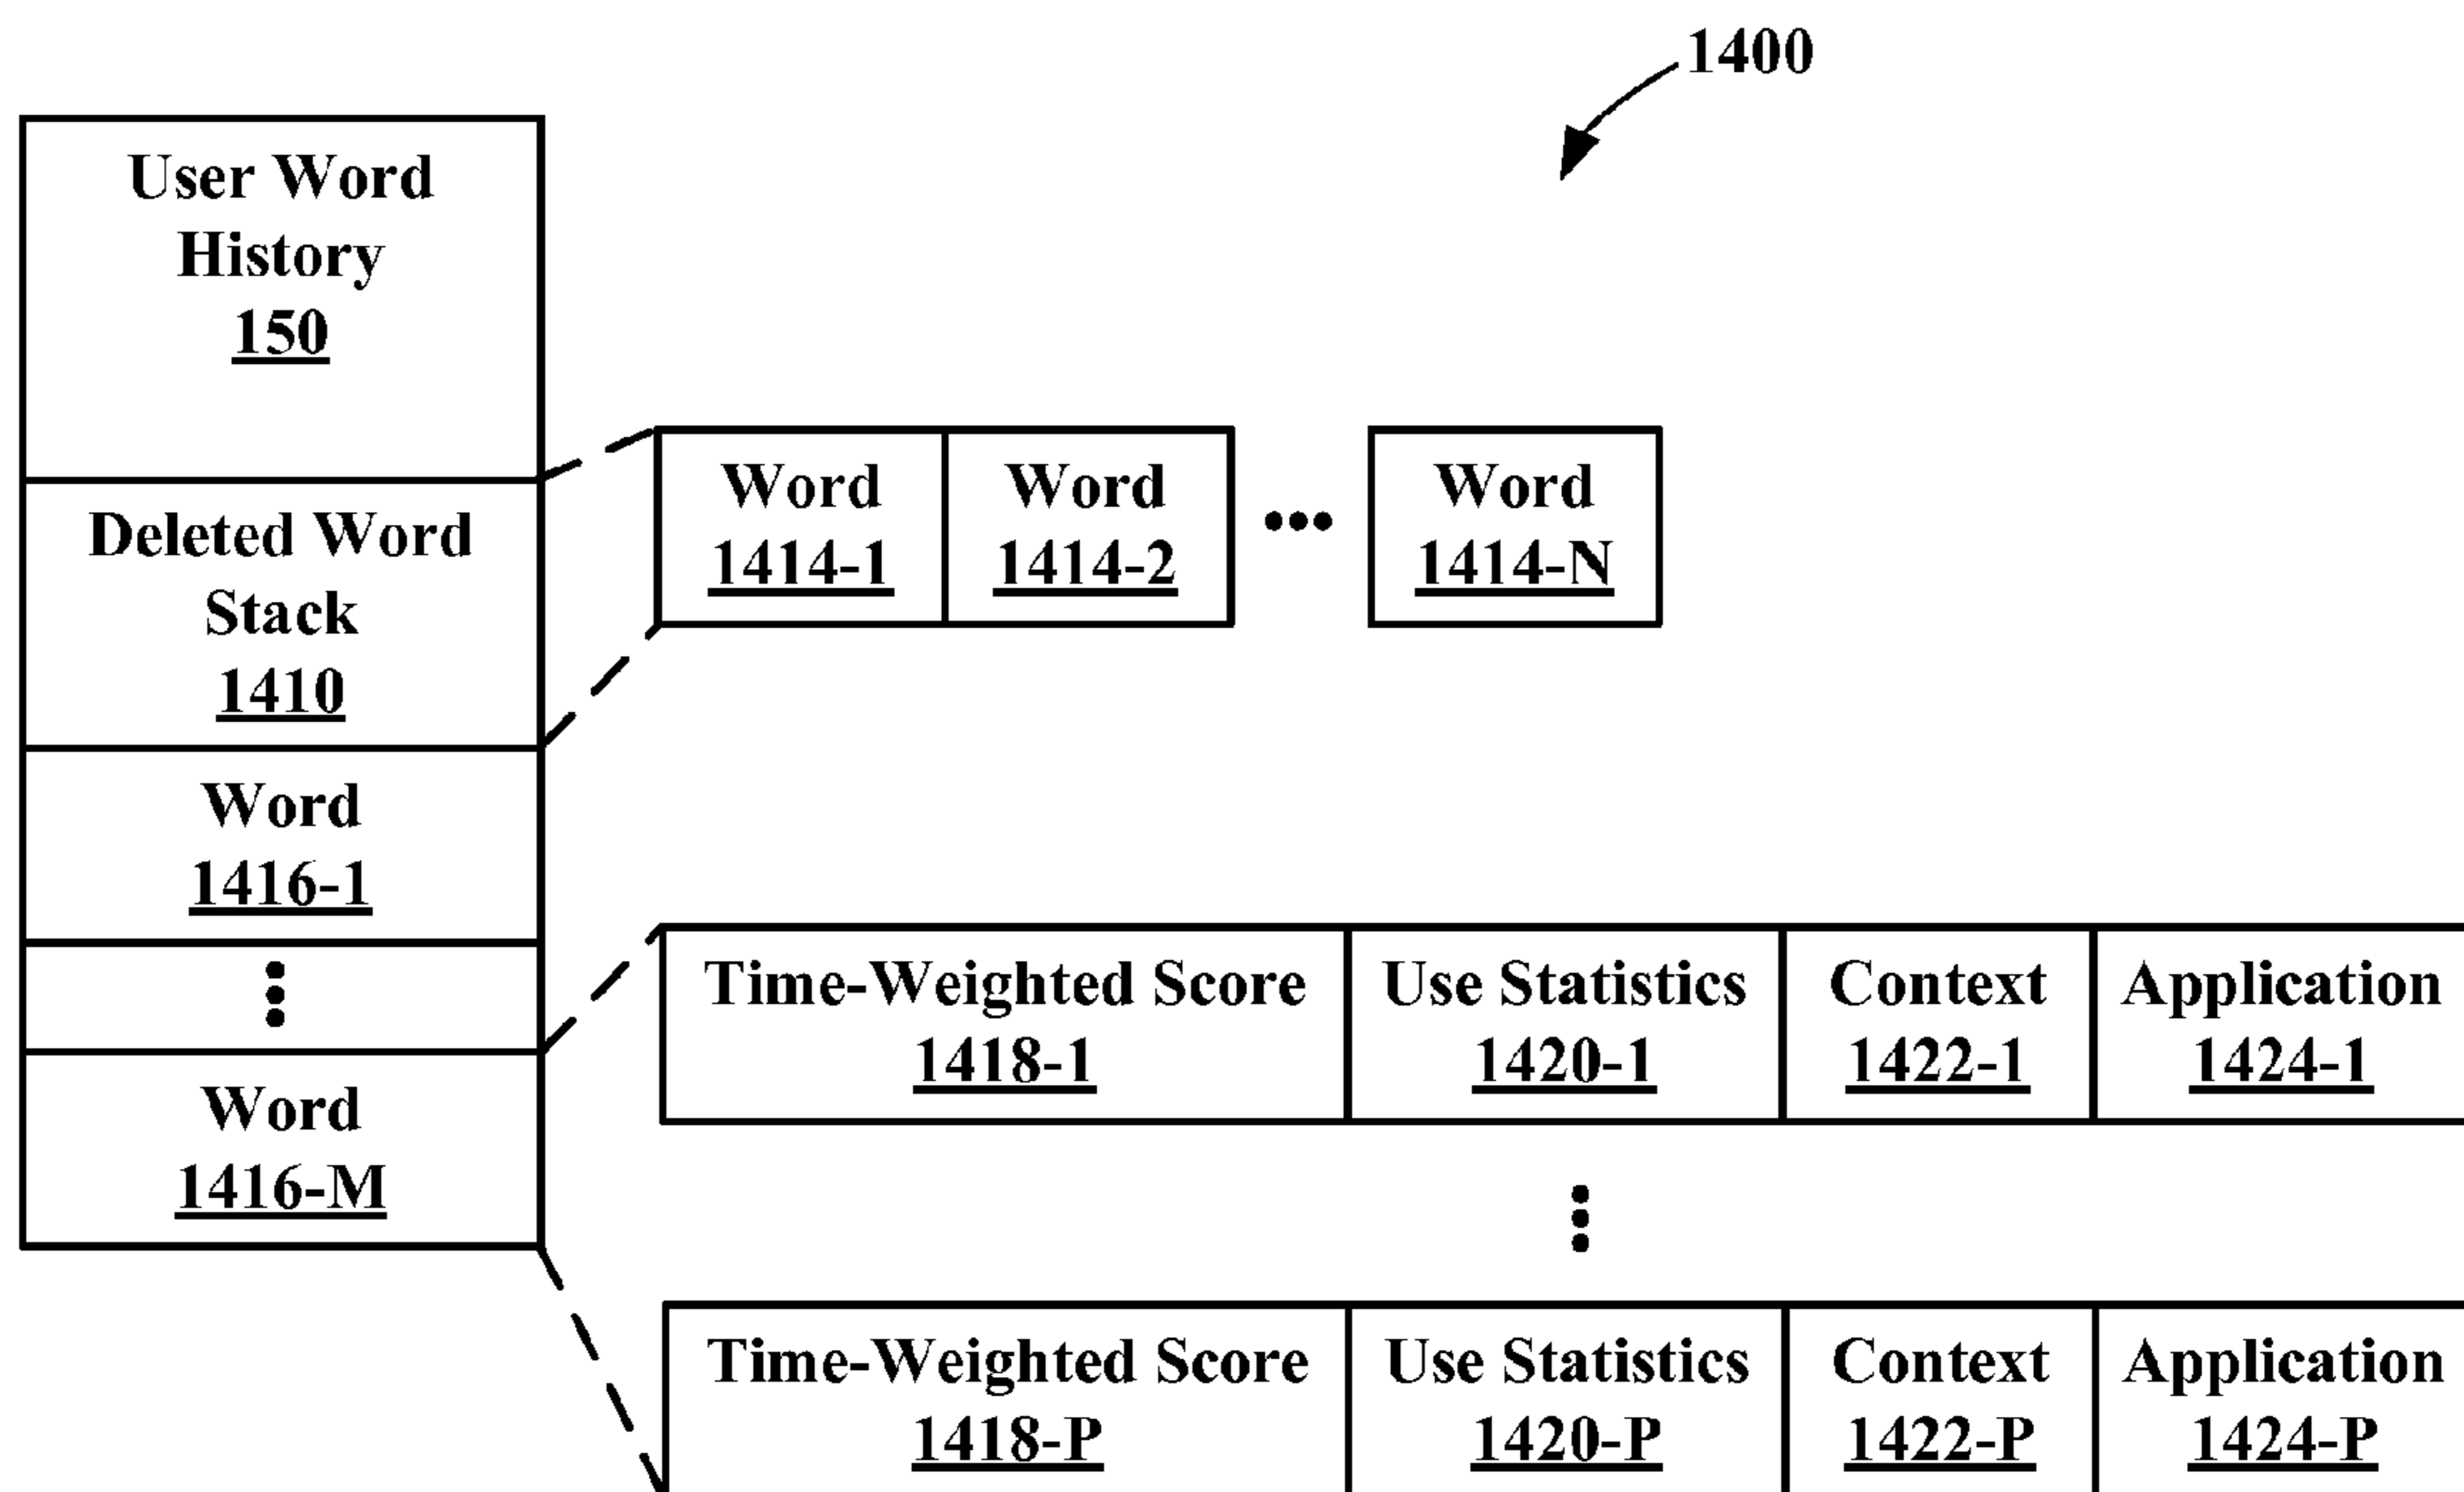 1400
User Word
History
150
Deleted Word
Stack
1410
Word
1414-1
Word
1414-2
Word
1414-N
Word
1416-1
Word
1416-M
Time-Weighted Score
1418-1
Use Statistics
1420-1
Context
1422-1
Application
1424-1
Time-Weighted Score
1418-P
Use Statistics
1420-P
Context
1422-P
Application
1424-P